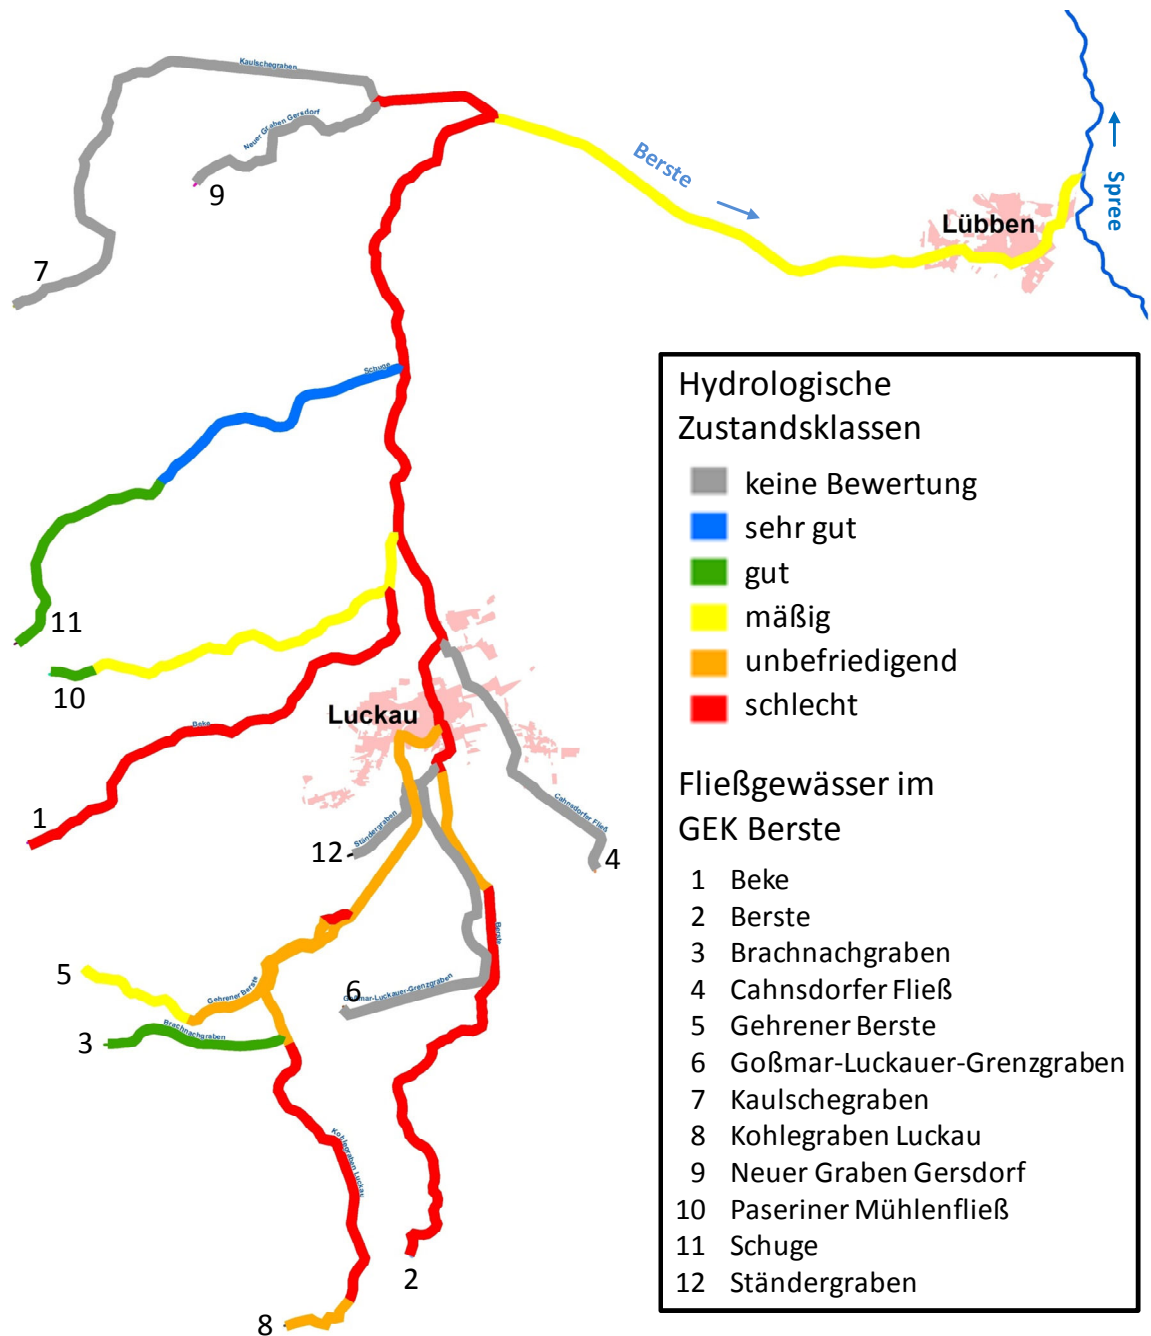 Kaulschegraben
Neuer Graben Gersdorf
9
7
Berste
Spree
Lübben
Schuge
11
10
Beke
Luckau
1
Ständergraben
12
Cahnsdorfer Fließ
4
Berste
5
Gehrener Berste
6
Goßmar-Luckauer-Grenzgraben
Brachnachgraben
3
Kohlegraben Luckau
2
8
Hydrologische
Zustandsklassen
keine Bewertung
sehr gut
gut
mäßig
unbefriedigend
schlecht
Fließgewässer im
GEK Berste
1 Beke
2 Berste
3 Brachnachgraben
4 Cahnsdorfer Fließ
5 Gehrener Berste
6 Goßmar-Luckauer-Grenzgraben
7 Kaulschegraben
8 Kohlegraben Luckau
9 Neuer Graben Gersdorf
10 Paseriner Mühlenfließ
11 Schuge
12 Ständergraben